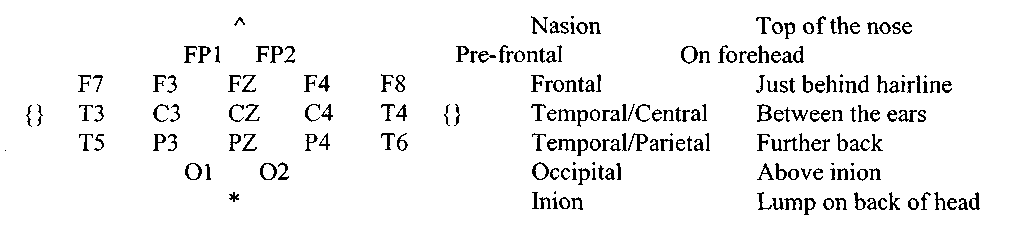 ^ Nasion Top of the nose
FP1 FP2 Pre-frontal On forehead
F7 F3 FZ F4 F8 Frontal Just behind hairline
{} T3 C3 CZ C4 T4 {} Temporal/Central Between the ears
T5 P3 PZ P4 T6 Temporal/Parietal Further back
O1 O2 Occipital Above inion
* Inion Lump on back of head